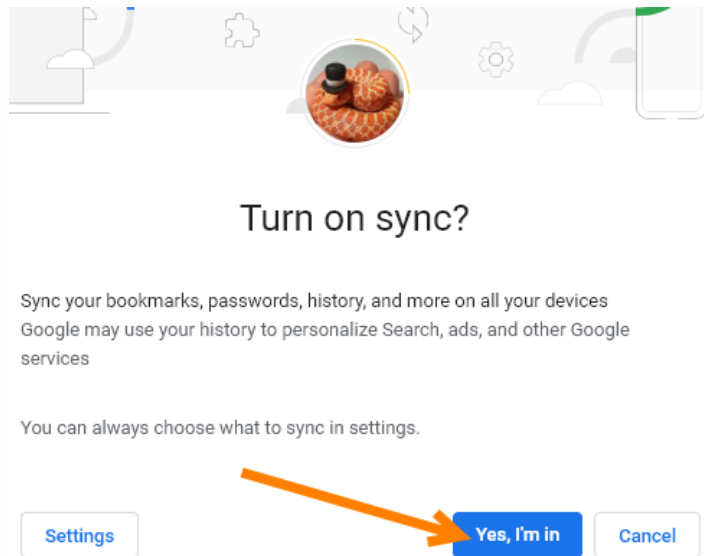 Turn on sync?
Sync your bookmarks, passwords, history, and more on all your devices
Google may use your history to personalize Search, ads, and other Google
services
You can always choose what to sync in settings.
Settings
Yes, I'm in
Cancel